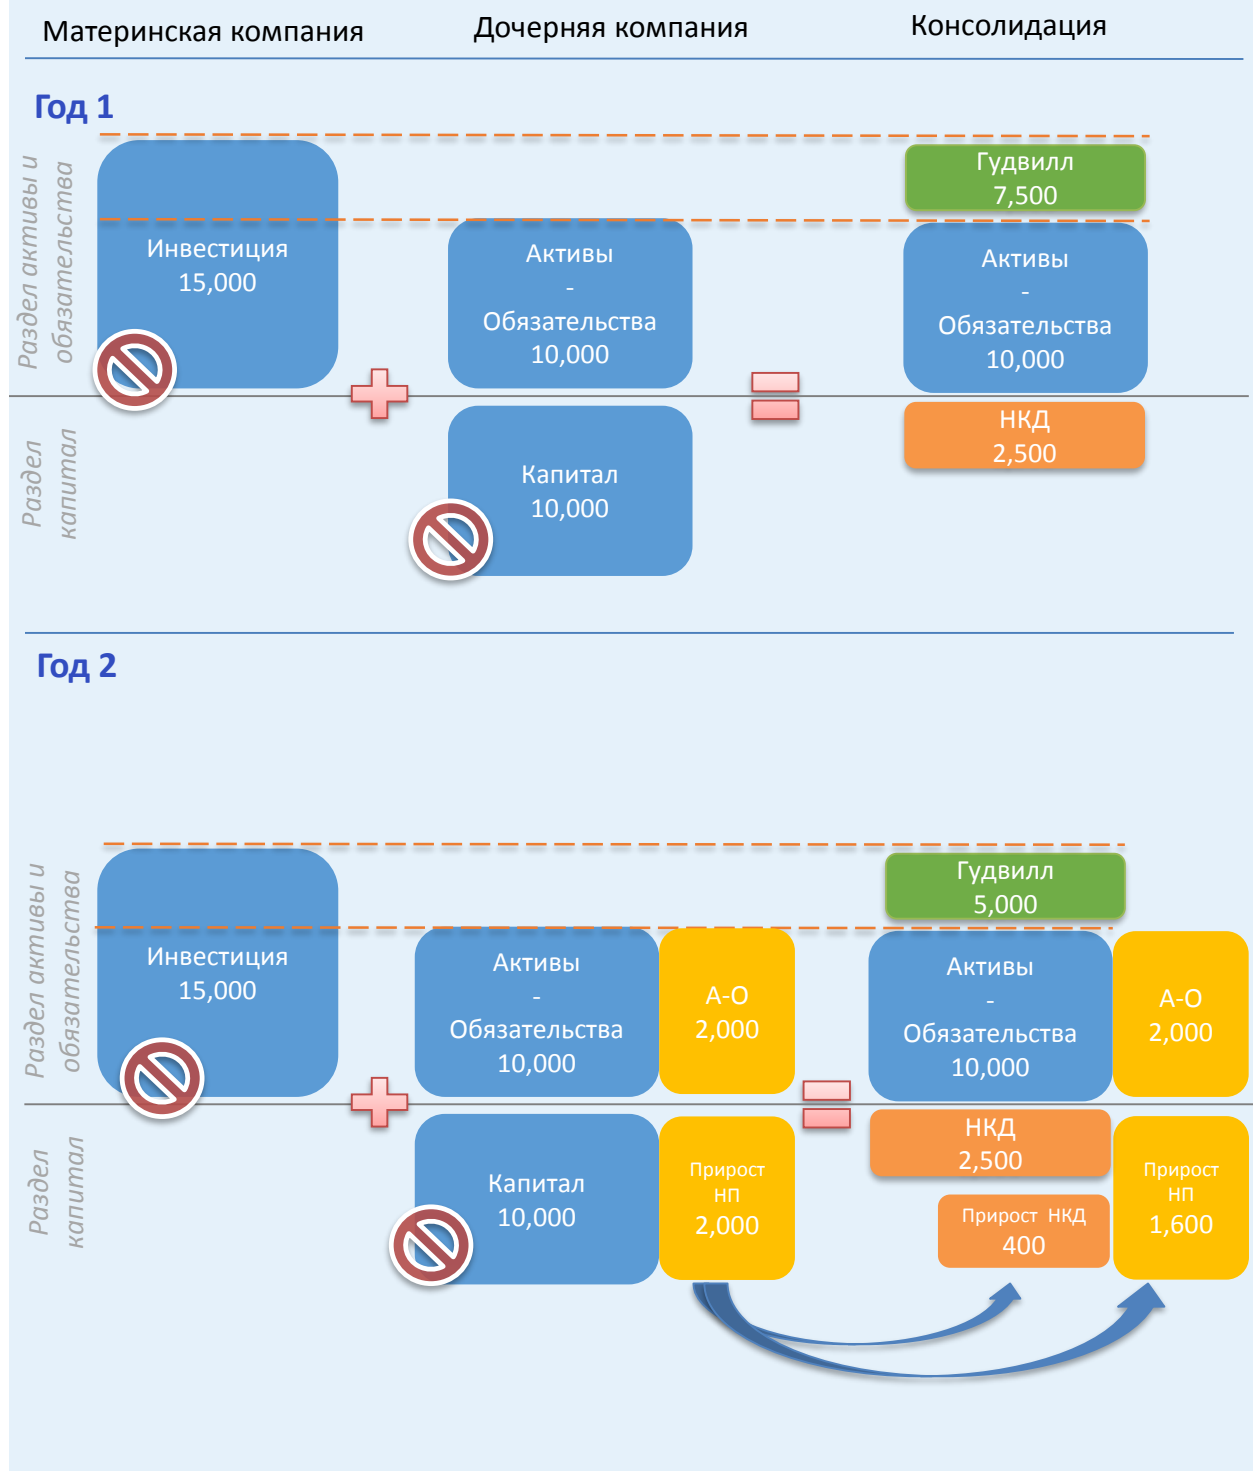 Материнская компания
Дочерняя компания
Консолидация
Год 1
Раздел активы и
обязательства
Инвестиция
15,000
Активы
-
Обязательства
10,000
Гудвилл
7,500
Активы
-
Обязательства
10,000
Раздел
капитал
Капитал
10,000
НКД
2,500
Год 2
Раздел активы и
обязательства
Инвестиция
15,000
Активы
-
Обязательства
10,000
А-О
2,000
Гудвилл
5,000
Активы
-
Обязательства
10,000
А-О
2,000
Раздел
капитал
Капитал
10,000
Прирост
НП
2,000
НКД
2,500
Прирост НКД
400
Прирост
НП
1,600